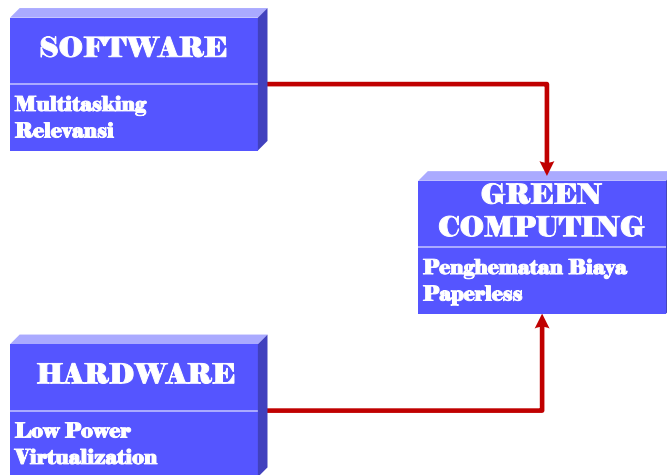 SOFTWARE
Multitasking
Relevansi
GREEN
COMPUTING
Penghematan Biaya
Paperless
HARDWARE
Low Power
Virtualization